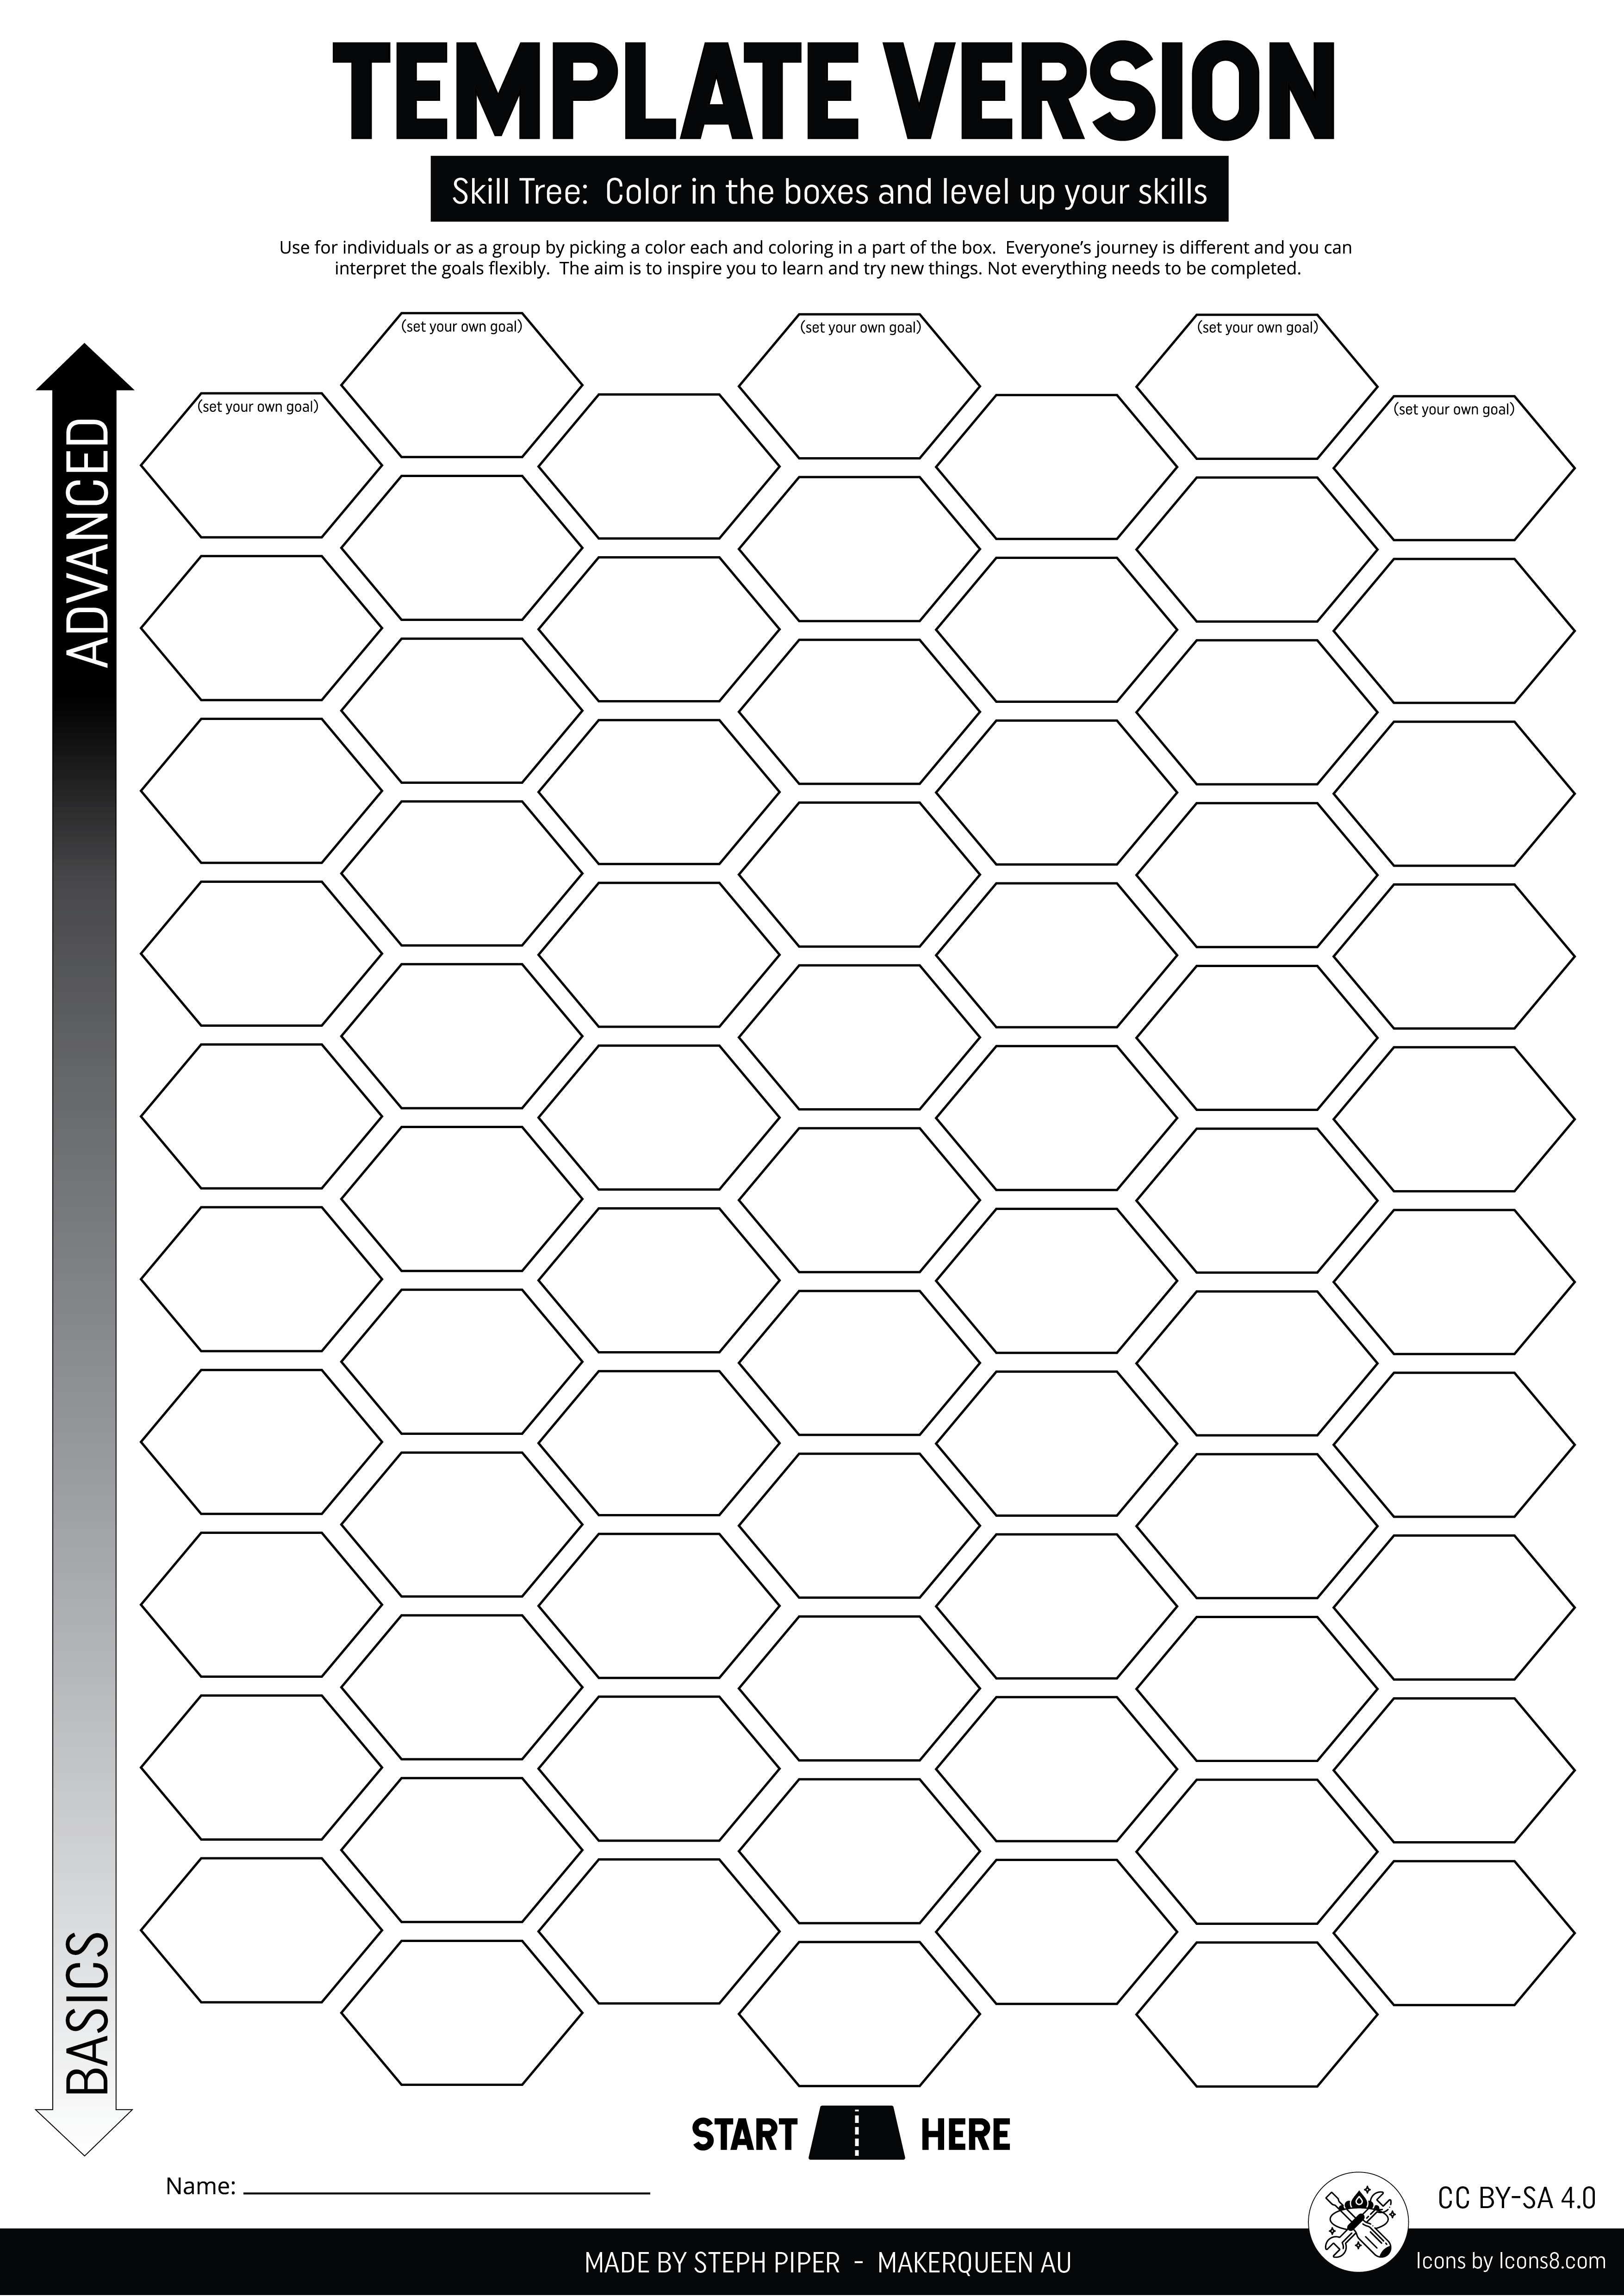 TEMPLATE VERSION
Skill Tree:  Color in the boxes and level up your skills
Use for individuals or as a group by picking a color each and coloring in a part of the box.  Everyone’s journey is different and you can
interpret the goals flexibly.  The aim is to inspire you to learn and try new things. Not everything needs to be completed.
(set your own goal)
(set your own goal)
(set your own goal)
(set your own goal)
(set your own goal)
ADVANCED
BASICS
START HERE
Name:
CC BY-SA 4.0
MADE BY STEPH PIPER  -  MAKERQUEEN AU
Icons by Icons8.com